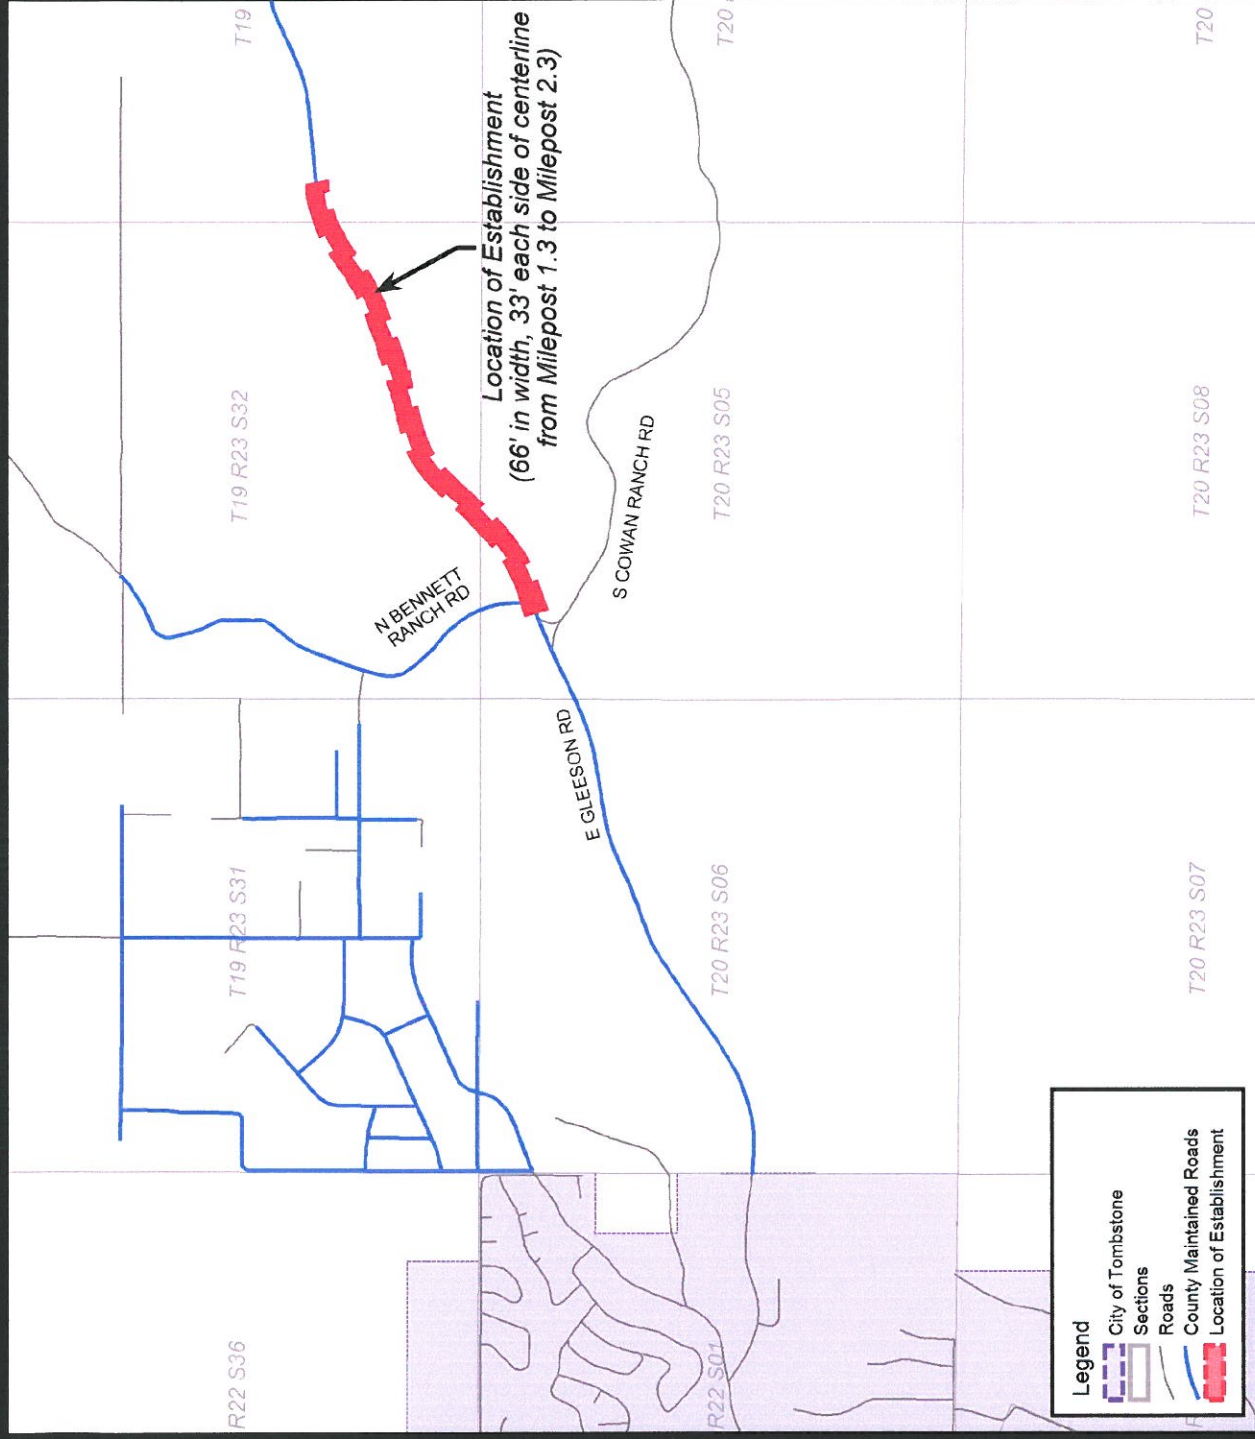 R22 S36
T19 R23 S31
T19 R23 S32
T19
N BENNETT
RANCH RD
Location of Establishment
(66' in width, 33' each side of centerline
from Milepost 1.3 to Milepost 2.3)
E GLEESON RD
S COWAN RANCH RD
R22 S01
T20 R23 S06
T20 R23 S05
T20
T20 R23 S07
T20 R23 S08
T20
Legend
City of Tombstone
Sections
Roads
County Maintained Roads
Location of Establishment